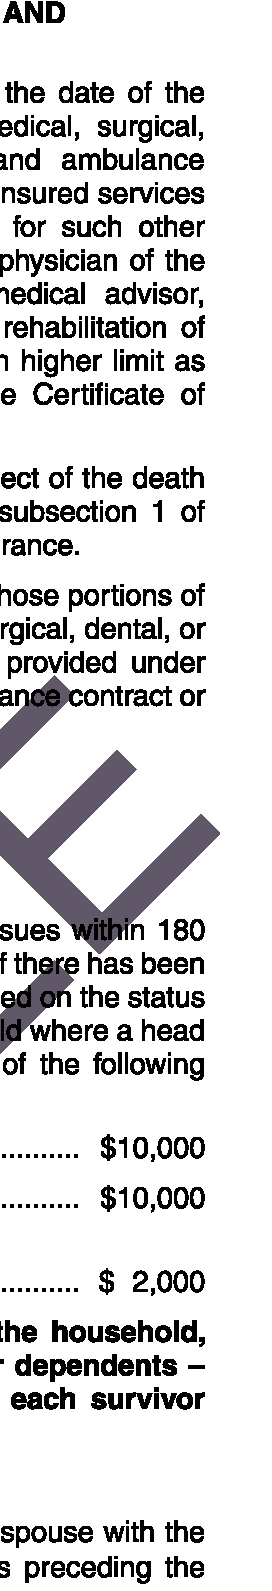 AND
the date of the
edical, surgical,
and ambulance
nsured services
for such other
physician of the
medical advisor,
rehabilitation of
higher limit as
e Certificate of
ect of the death
subsection 1 of
rance.
hose portions of
rgical, dental, or
provided under
ance contract or
sues within 180
f there has been
ed on the status
ld where a head
of the following
.......... $10,000
.......... $10,000
.......... $ 2,000
the household,
r dependents –
each survivor
spouse with the
s preceding the